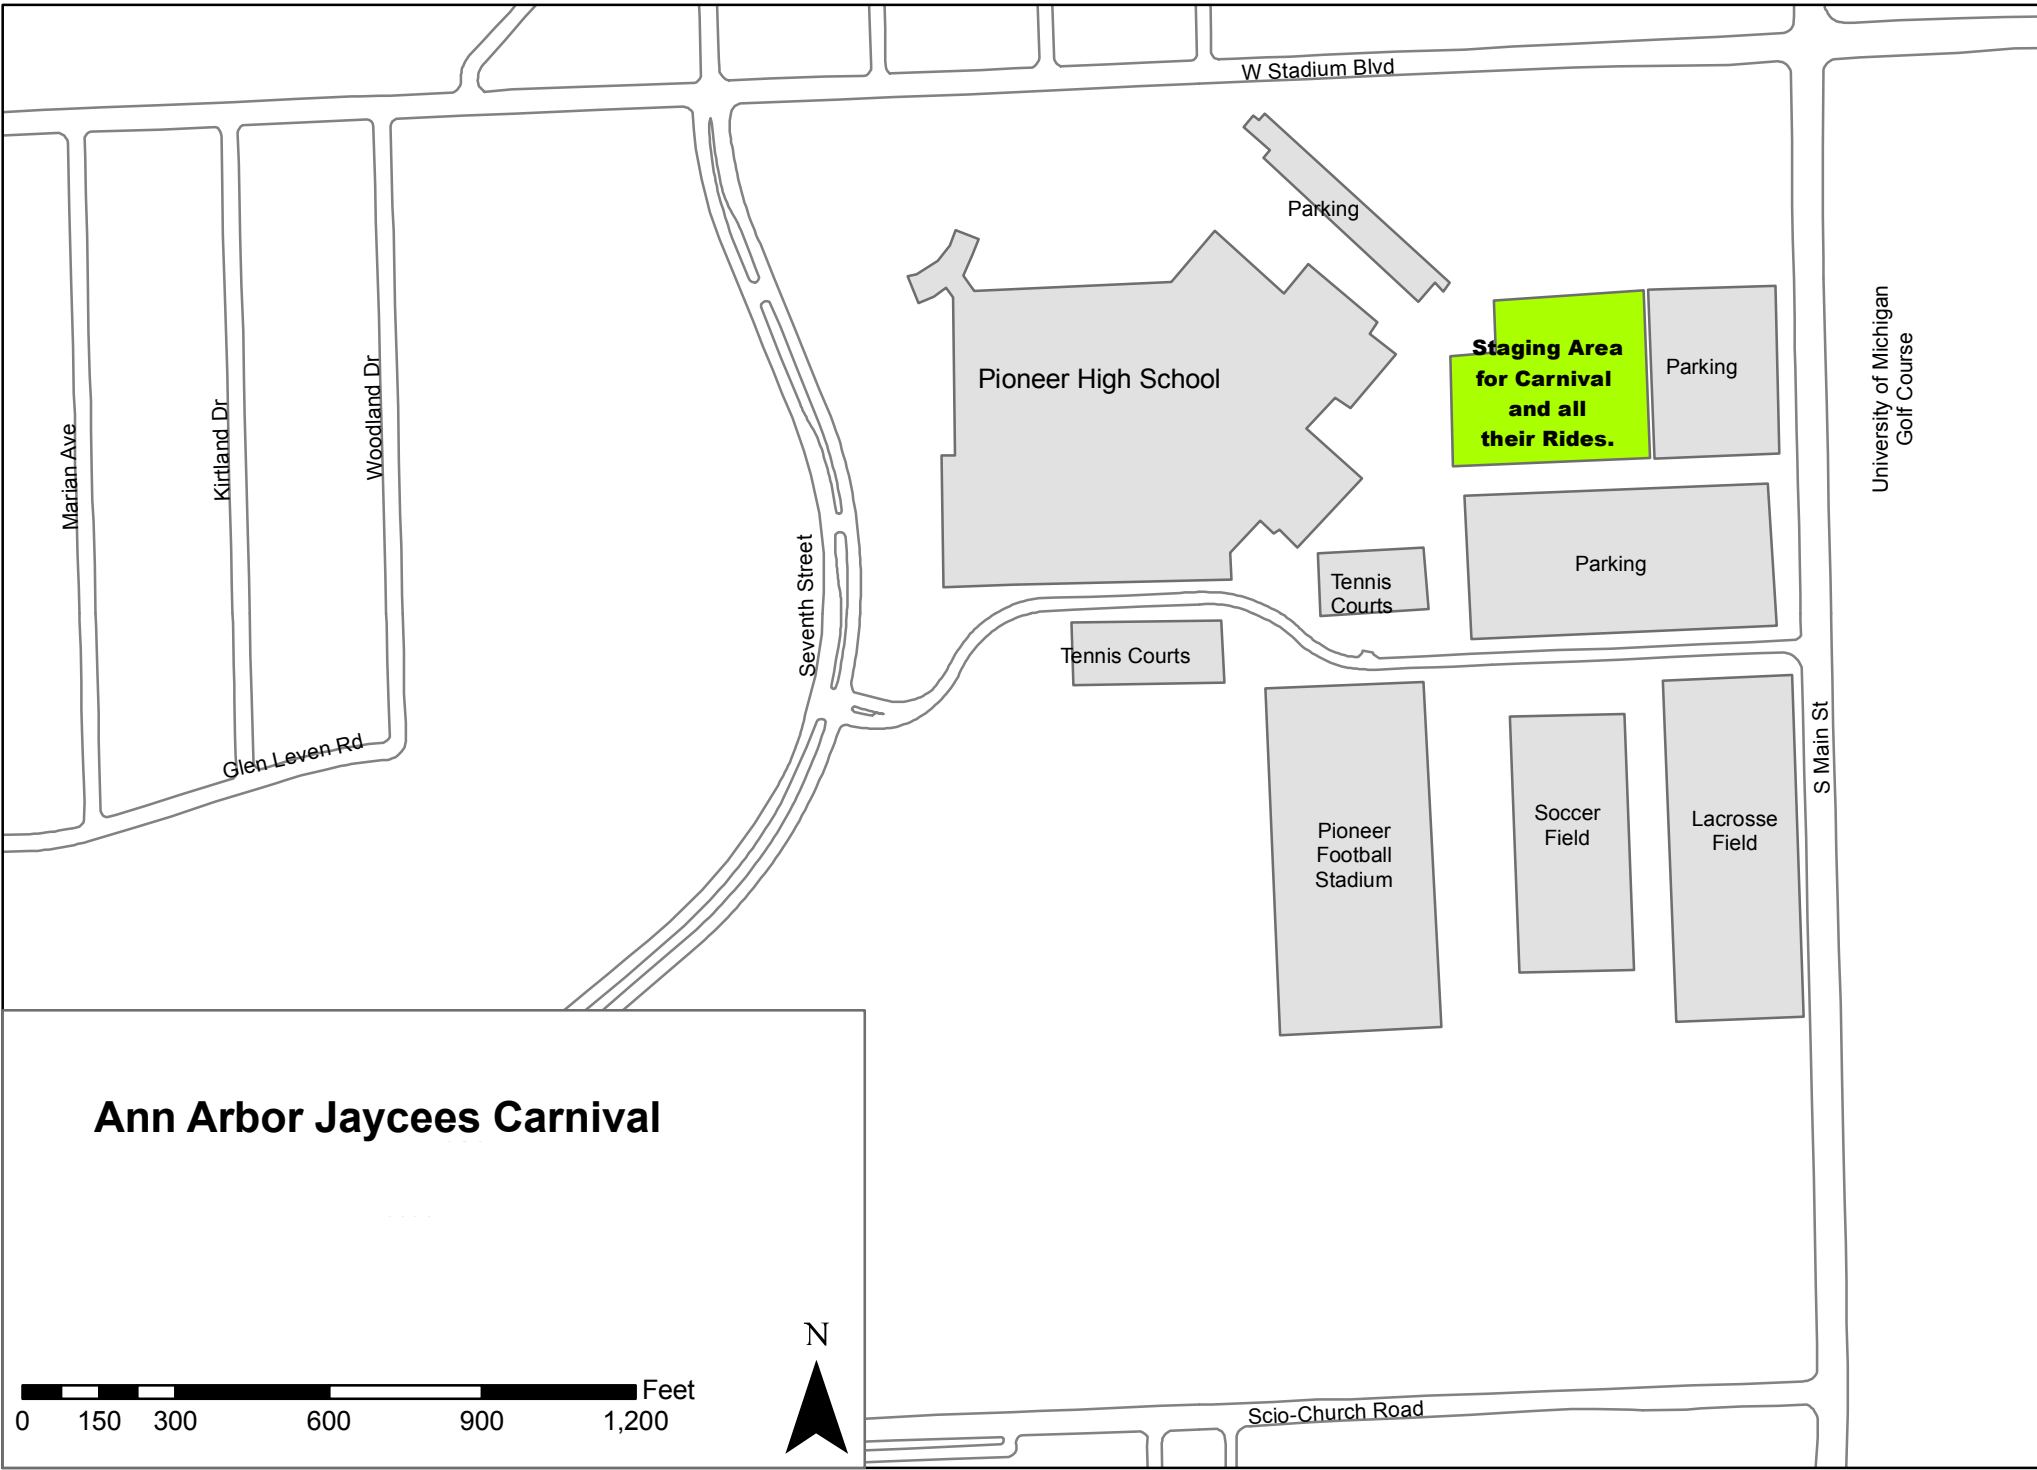 W Stadium Blvd
Parking
University of Michigan
Golf Course
Staging Area
for Carnival
and all
their Rides.
Parking
Pioneer High School
Woodland Dr
Kirtland Dr
Marian Ave
Seventh Street
Parking
Tennis
Courts
Tennis Courts
Glen Leven Rd
S Main St
Pioneer
Football
Stadium
Soccer
Field
Lacrosse
Field
Ann Arbor Jaycees Carnival
N
Feet
0 150 300 600 900 1,200
Scio-Church Road